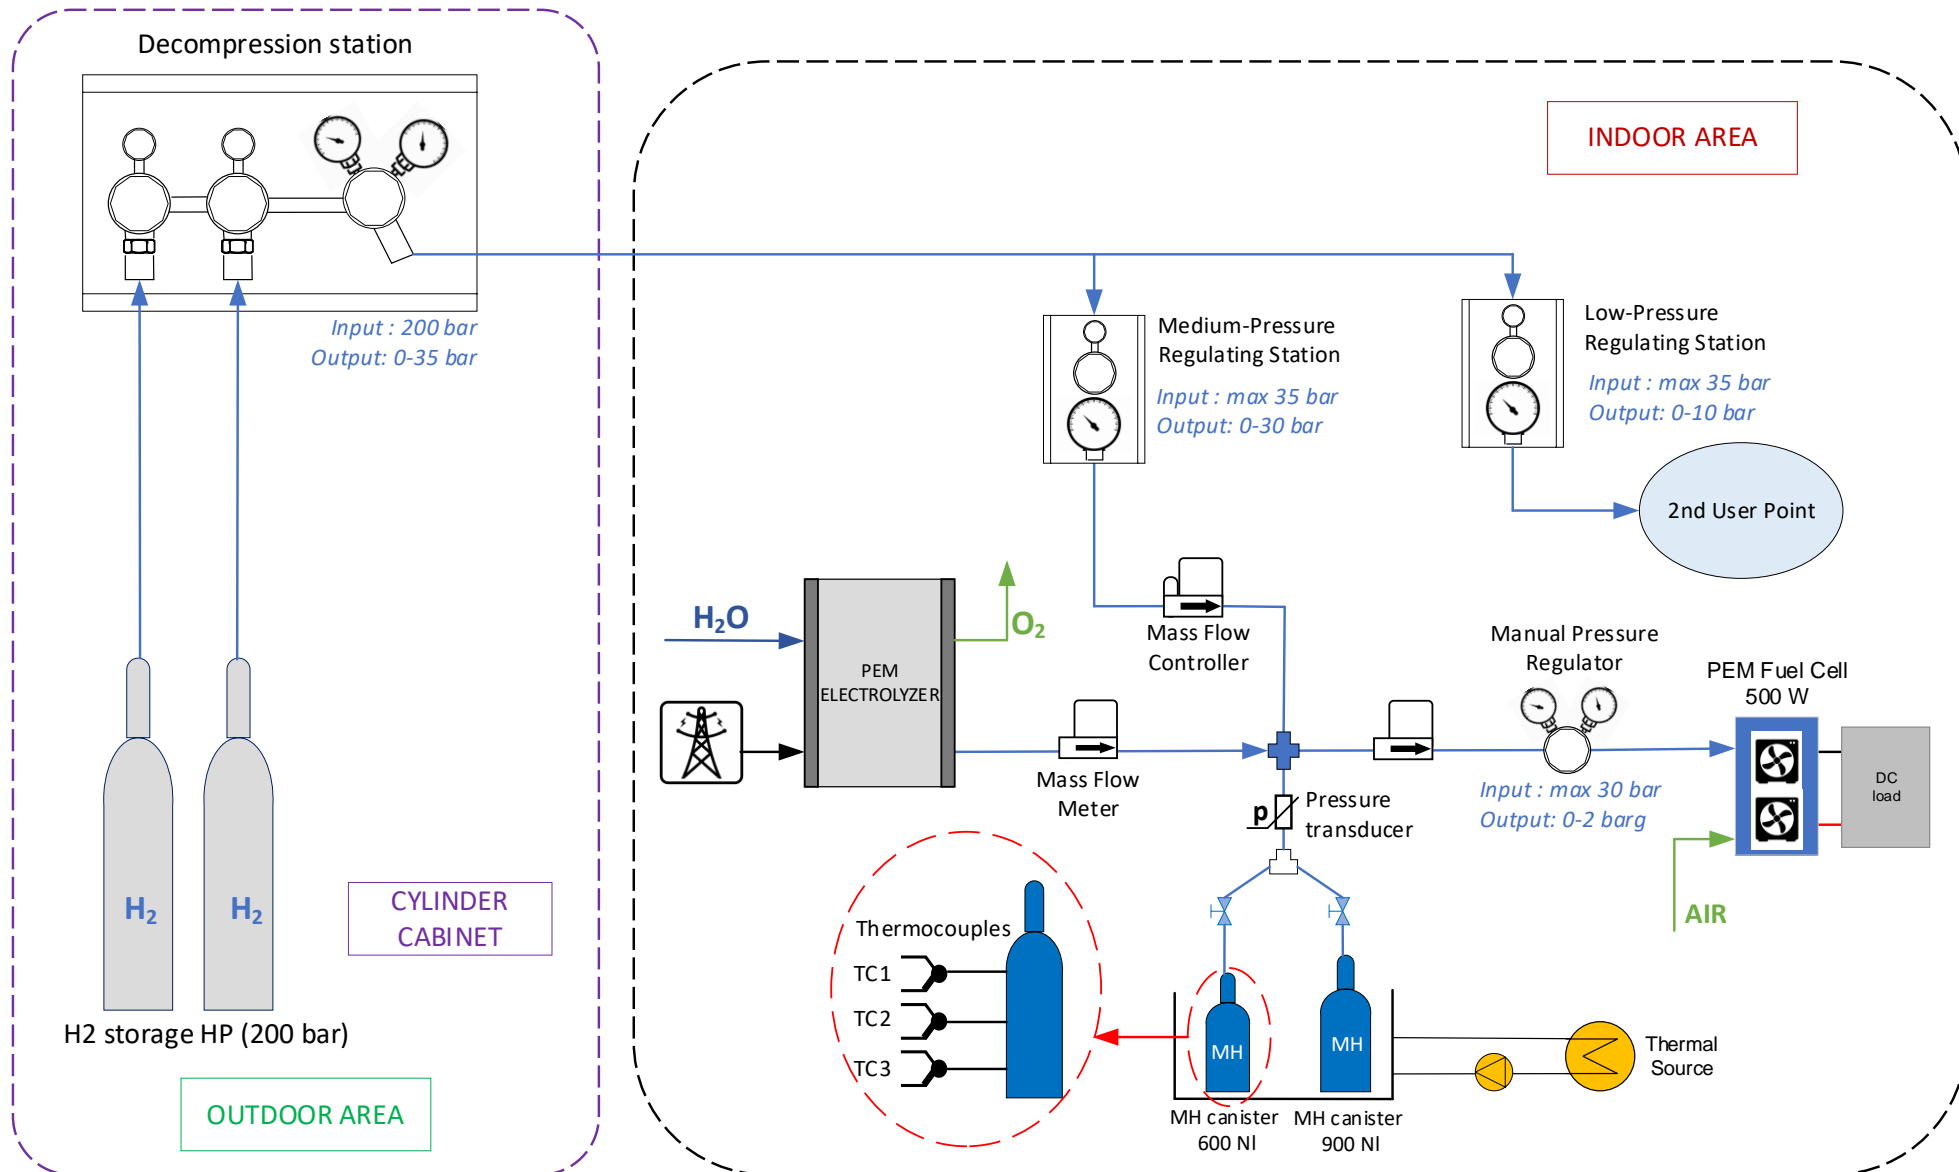 Decompression station
Input : 200 bar
Output: 0-35 bar
H₂
H₂
CYLINDER
CABINET
H2 storage HP (200 bar)
OUTDOOR AREA
INDOOR AREA
Medium-Pressure
Regulating Station
Input : max 35 bar
Output: 0-30 bar
Low-Pressure
Regulating Station
Input : max 35 bar
Output: 0-10 bar
2nd User Point
H₂O
O₂
PEM
ELECTROLYZER
Mass Flow
Controller
Mass Flow
Meter
Manual Pressure
Regulator
Input : max 30 bar
Output: 0-2 barg
PEM Fuel Cell
500 W
DC
load
AIR
p
Pressure
transducer
Thermocouples
TC1
TC2
TC3
MH
MH
MH canister
600 Nl
MH canister
900 Nl
Thermal
Source